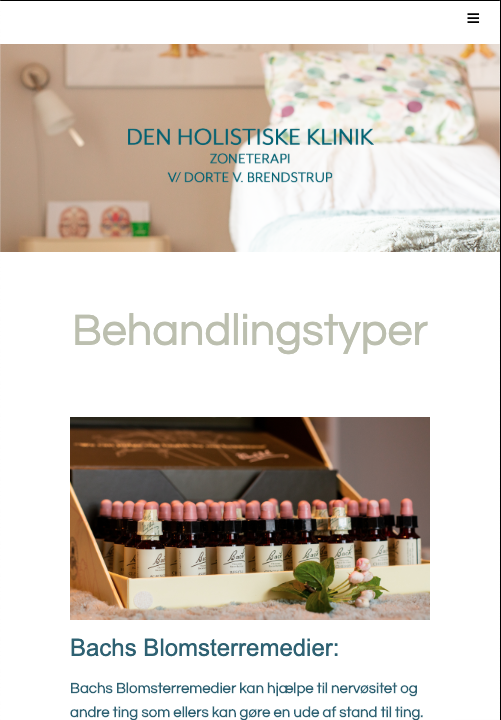 DEN HOLISTISKE KLINIK
ZONETERAPI
V/ DORTE V. BRENDSTRUP
Behandlingstyper
Bachs Blomsterremedier:
Bachs Blomsterremedier kan hjælpe til nervøsitet og
andre ting som ellers kan gøre en ude af stand til ting.